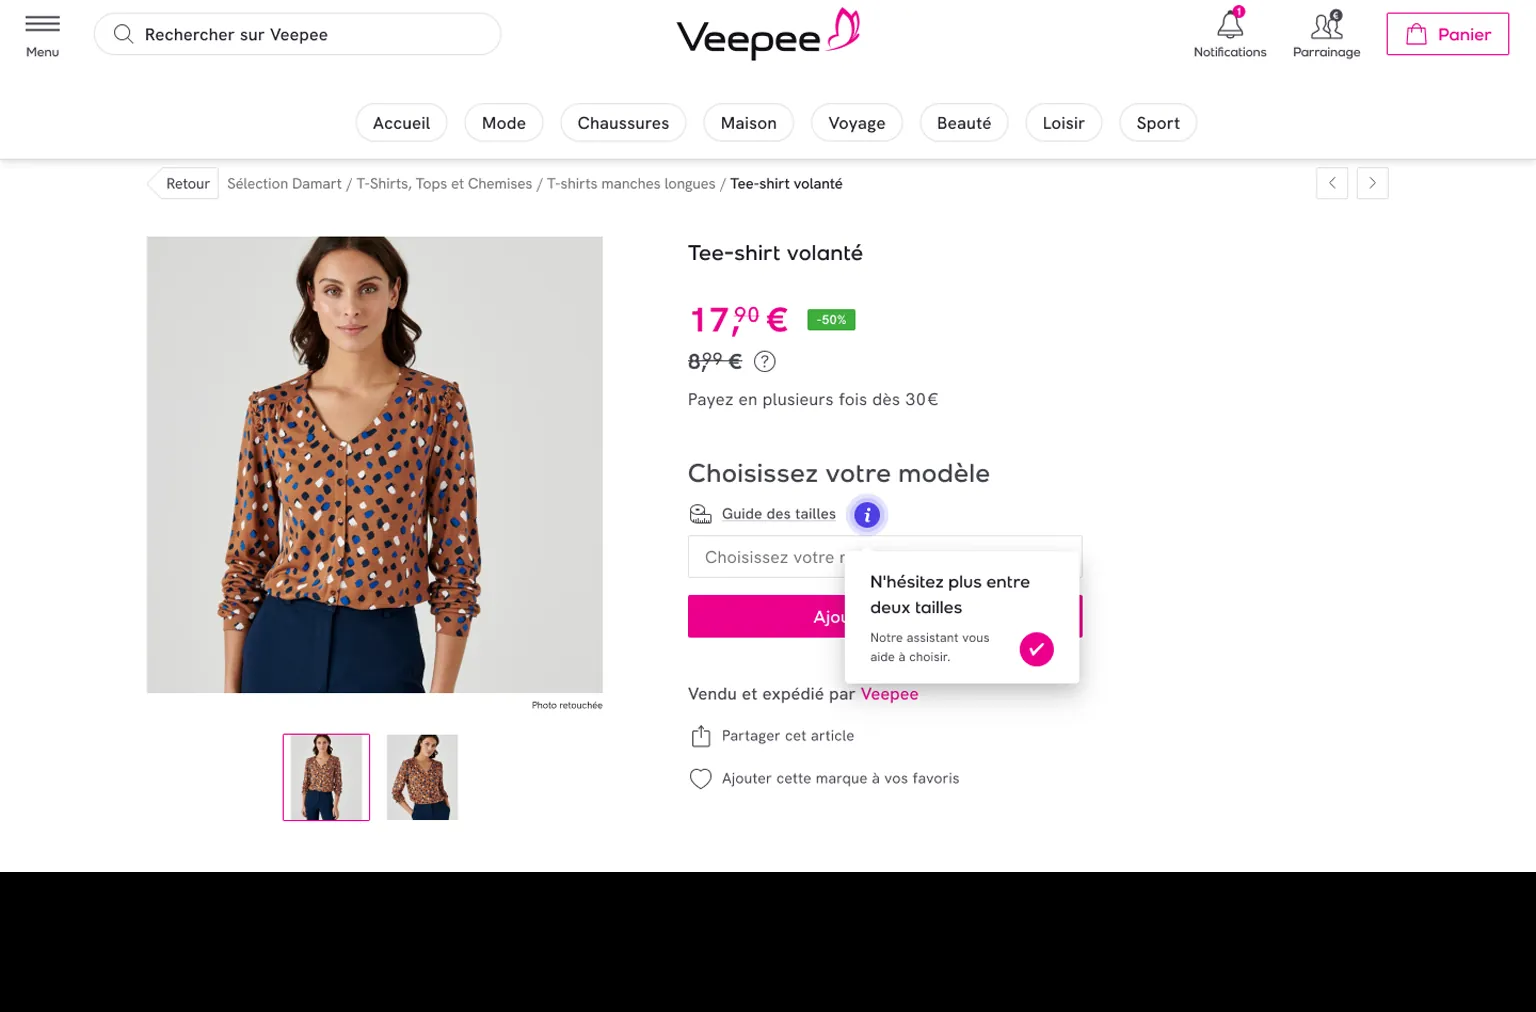 Menu
Rechercher sur Veepee
Veepee
1
Notifications
€
Parrainage
Panier
Accueil
Mode
Chaussures
Maison
Voyage
Beauté
Loisir
Sport
Retour
Sélection Damart / T-Shirts, Tops et Chemises / T-shirts manches longues / Tee-shirt volanté
Tee-shirt volanté
17,90 €
-50%
8,99 €
?
Payez en plusieurs fois dès 30€
Choisissez votre modèle
Guide des tailles
i
Choisissez votre
N'hésitez plus entre
deux tailles
Notre assistant vous
aide à choisir.
Ajou
Vendu et expédié par Veepee
Photo retouchée
Partager cet article
Ajouter cette marque à vos favoris